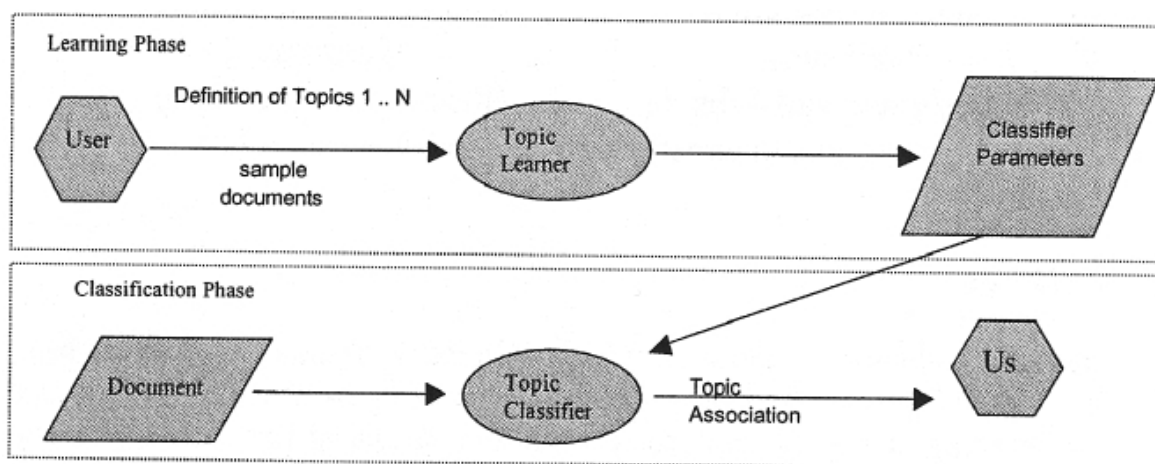 Learning Phase
Definition of Topics 1 .. N
User
sample
documents
Topic
Learner
Classifier
Parameters
Classification Phase
Document
Topic
Classifier
Topic
Association
Us